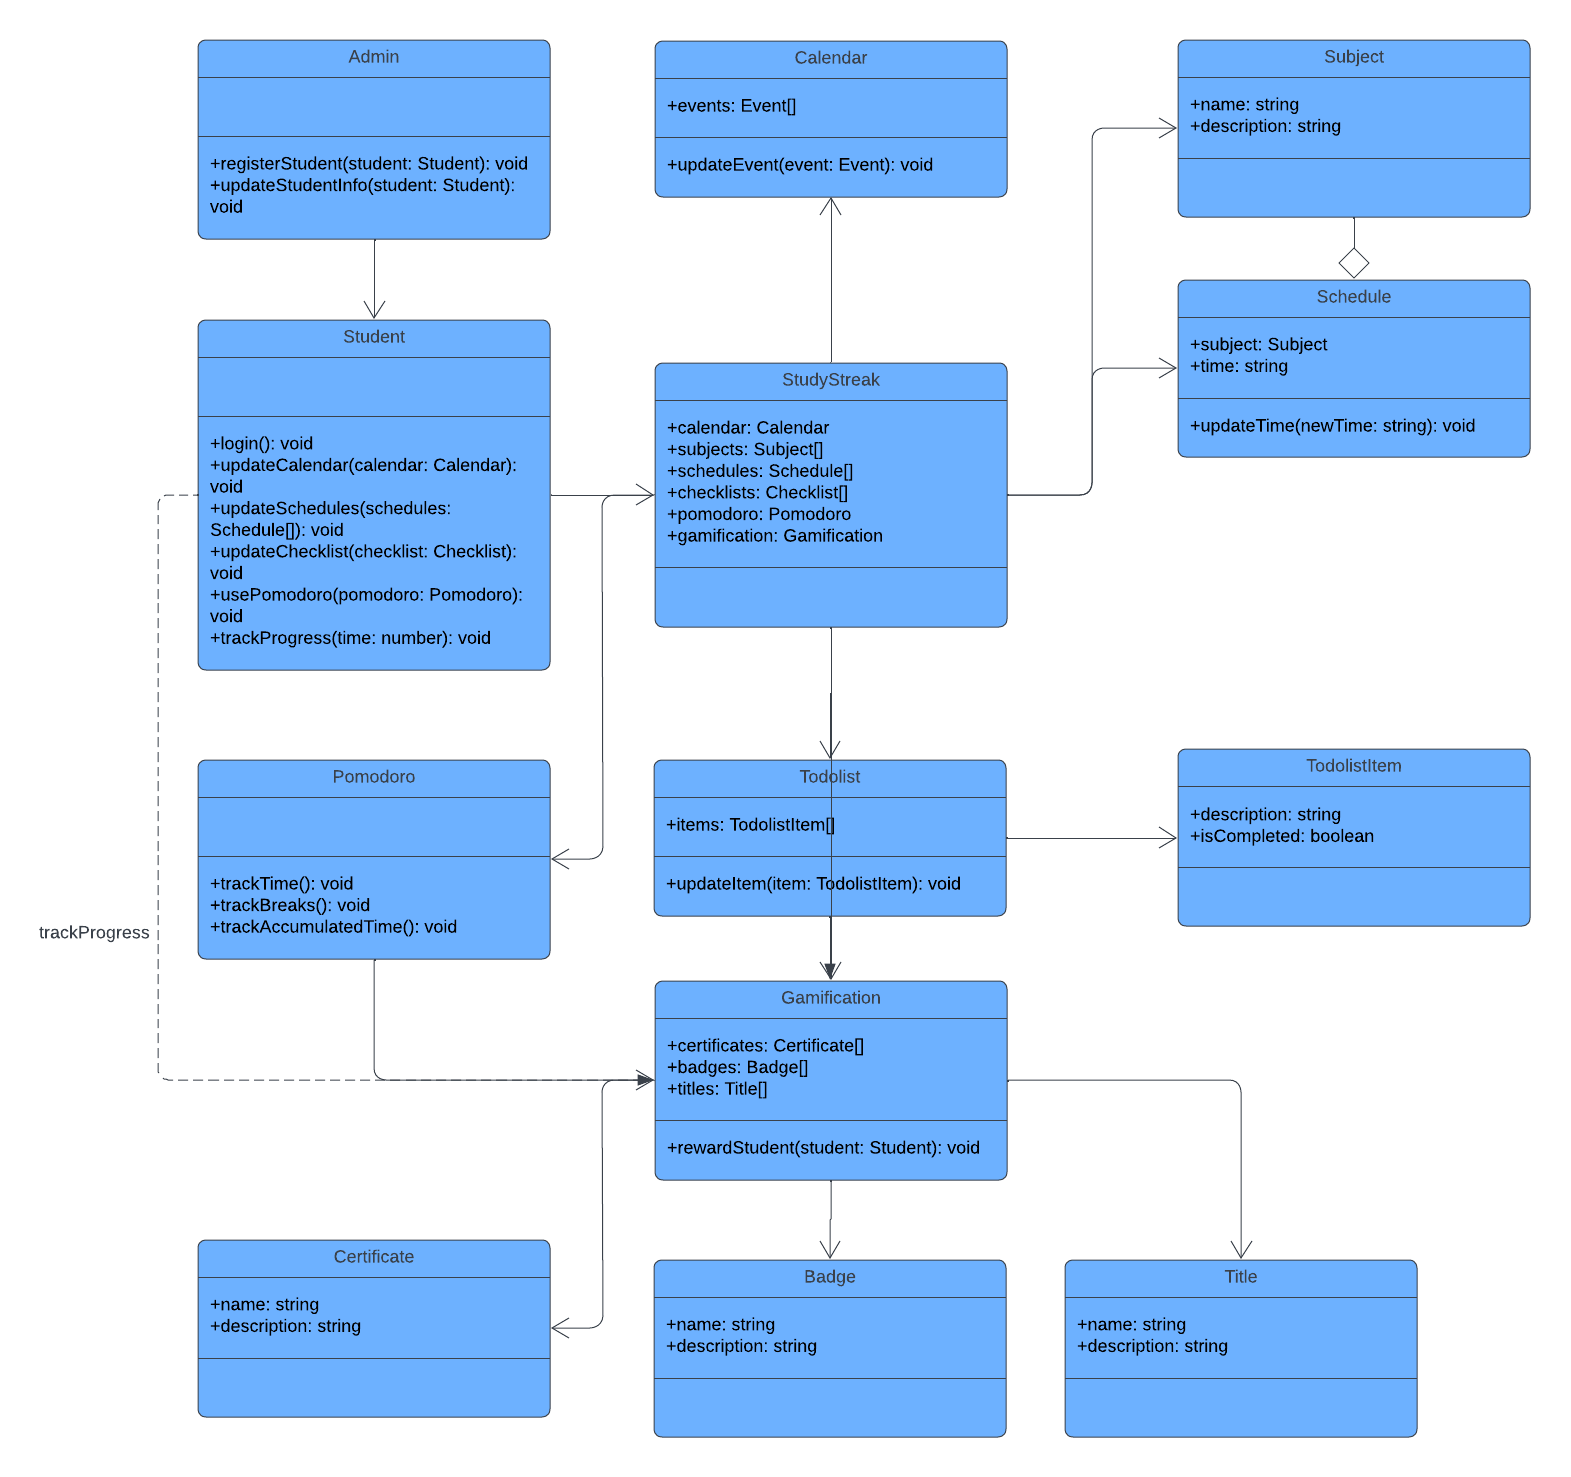 Admin
+registerStudent(student: Student): void
+updateStudentInfo(student: Student):
void
Calendar
+events: Event[]
+updateEvent(event: Event): void
Subject
+name: string
+description: string
Student
+login(): void
+updateCalendar(calendar: Calendar):
void
+updateSchedules(schedules:
Schedule[]): void
+updateChecklist(checklist: Checklist):
void
+usePomodoro(pomodoro: Pomodoro):
void
+trackProgress(time: number): void
StudyStreak
+calendar: Calendar
+subjects: Subject[]
+schedules: Schedule[]
+checklists: Checklist[]
+pomodoro: Pomodoro
+gamification: Gamification
Schedule
+subject: Subject
+time: string
+updateTime(newTime: string): void
Pomodoro
+trackTime(): void
+trackBreaks(): void
+trackAccumulatedTime(): void
Todolist
+items: TodolistItem[]
+updateItem(item: TodolistItem): void
TodolistItem
+description: string
+isCompleted: boolean
trackProgress
Gamification
+certificates: Certificate[]
+badges: Badge[]
+titles: Title[]
+rewardStudent(student: Student): void
Certificate
+name: string
+description: string
Badge
+name: string
+description: string
Title
+name: string
+description: string